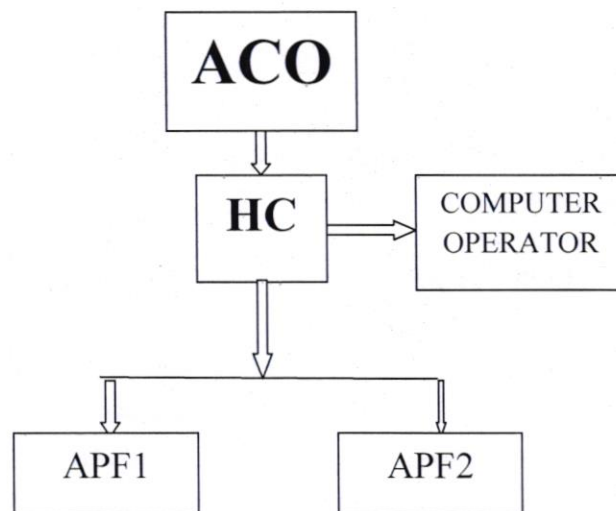 ACO
HC
COMPUTER
OPERATOR
APF1
APF2